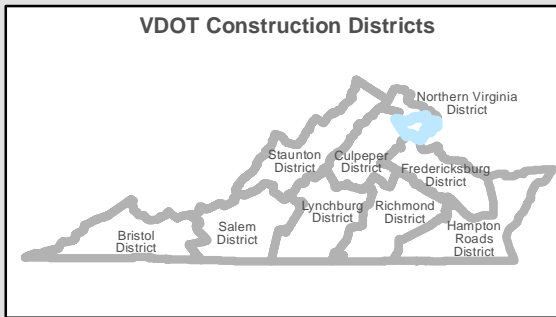 VDOT Construction Districts
Northern Virginia
District
Staunton
District
Culpeper
District
Fredericksburg
District
Lynchburg
District
Richmond
District
Hampton
Roads
District
Salem
District
Bristol
District